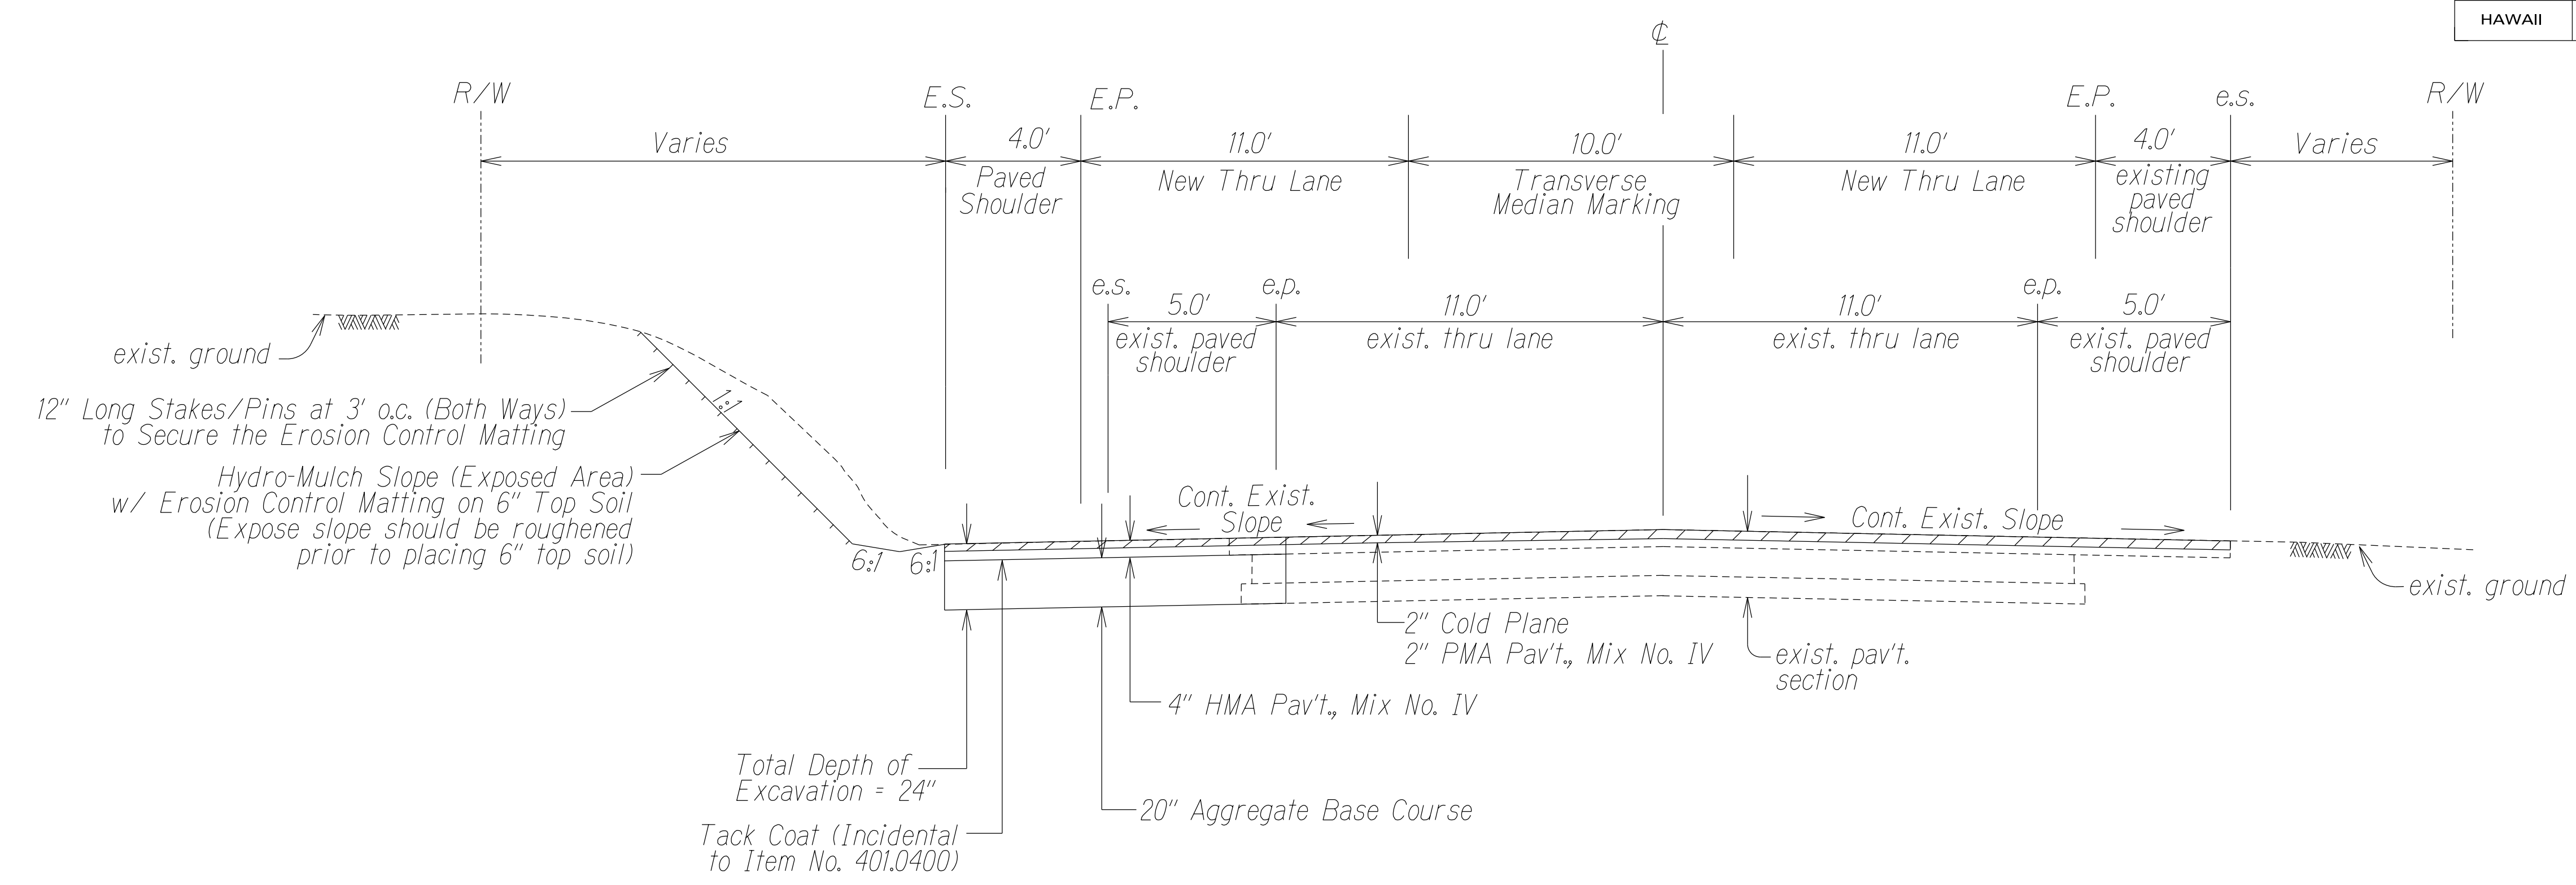 HAWAII
℄
R/W
E.S.
E.P.
E.P.
e.s.
R/W
Varies
4.0'
11.0'
10.0'
11.0'
4.0'
Varies
Paved
Shoulder
New Thru Lane
Transverse
Median Marking
New Thru Lane
existing
paved
shoulder
e.s.
5.0'
e.p.
11.0'
11.0'
e.p.
5.0'
exist. paved
shoulder
exist. thru lane
exist. thru lane
exist. paved
shoulder
exist. ground
12" Long Stakes/Pins at 3' o.c. (Both Ways)
to Secure the Erosion Control Matting
1:1
Hydro-Mulch Slope (Exposed Area)
w/ Erosion Control Matting on 6" Top Soil
(Expose slope should be roughened
prior to placing 6" top soil)
6:1
6:1
Cont. Exist.
Slope
Cont. Exist. Slope
exist. ground
2" Cold Plane
2" PMA Pav't., Mix No. IV
exist. pav't.
section
4" HMA Pav't., Mix No. IV
Total Depth of
Excavation = 24"
20" Aggregate Base Course
Tack Coat (Incidental
to Item No. 401.0400)